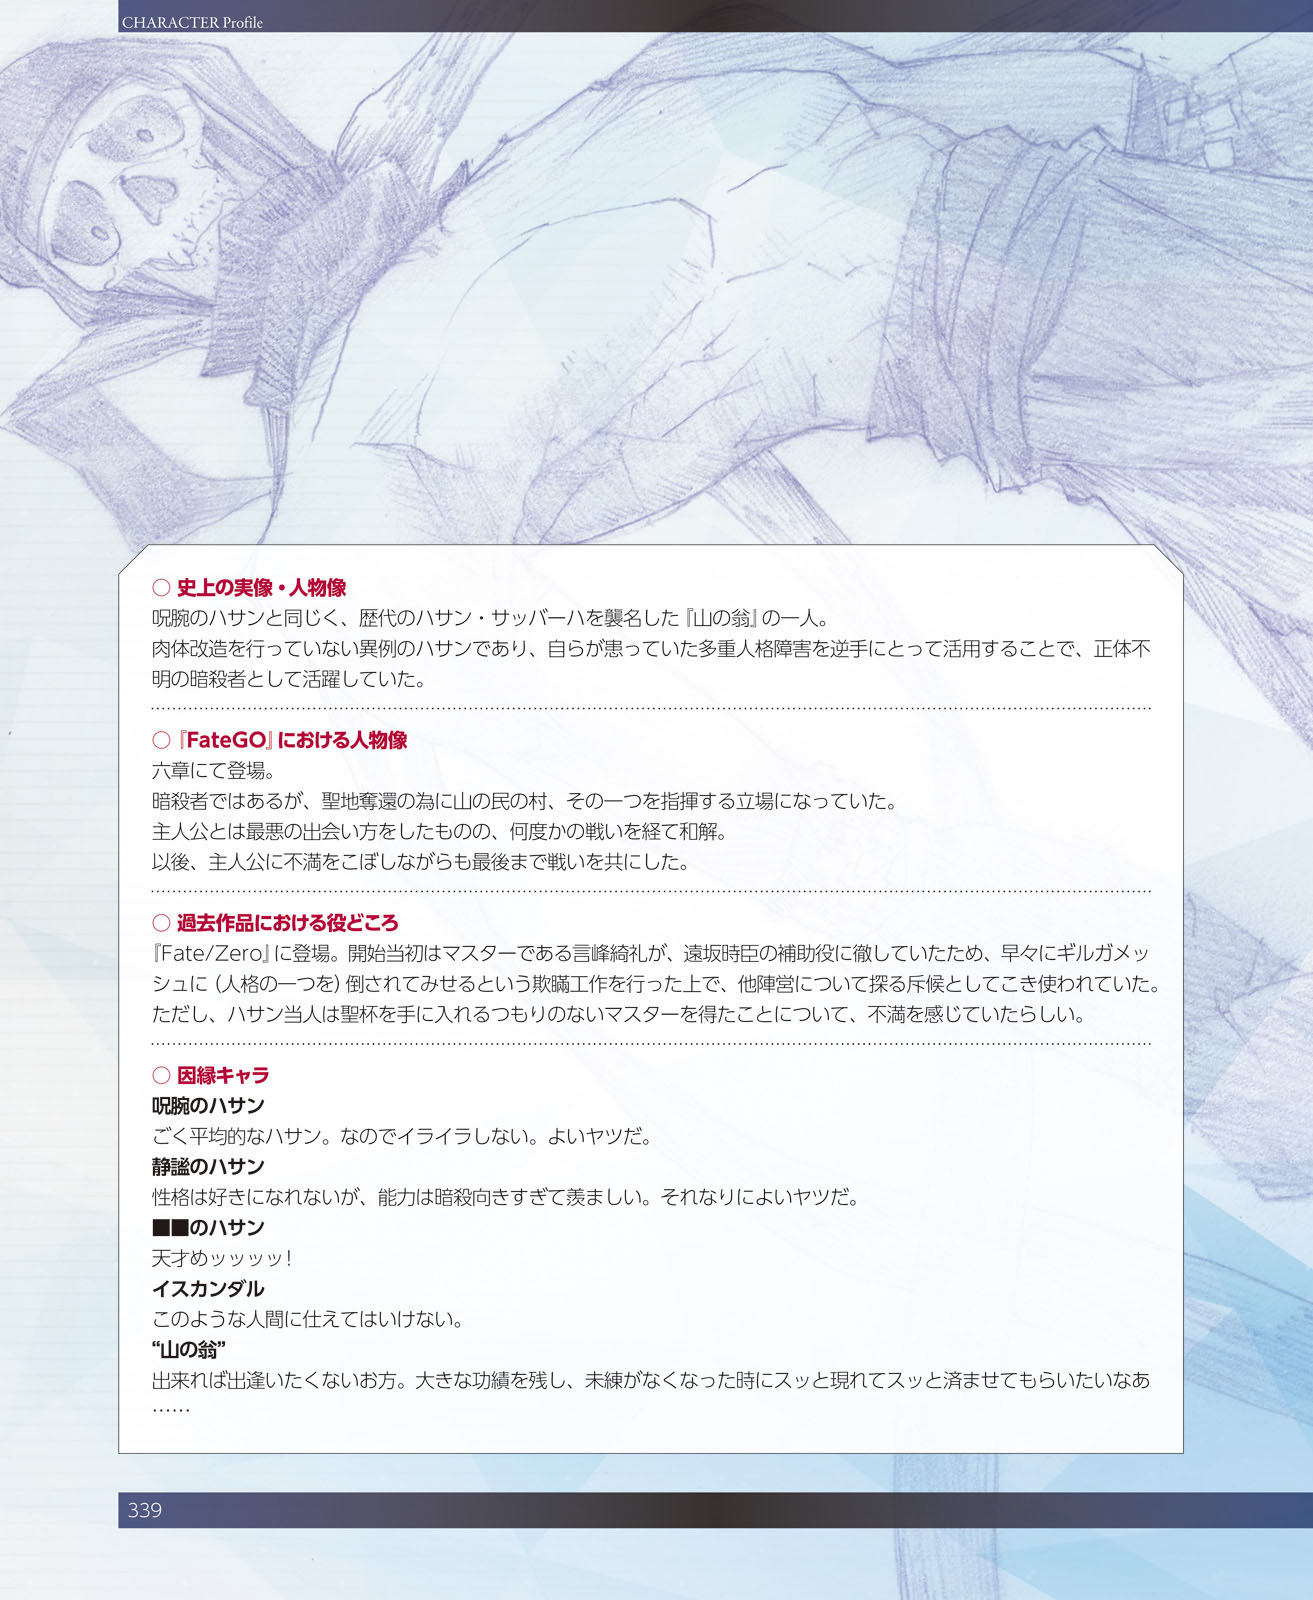 CHARACTER Profile
○ 史上の実像・人物像
呪腕のハサンと同じく、歴代のハサン・サッバーハを襲名した『山の翁』の一人。
肉体改造を行っていない異例のハサンであり、自らが患っていた多重人格障害を逆手にとって活用することで、正体不
明の暗殺者として活躍していた。
○ 『FateGO』における人物像
六章にて登場。
暗殺者ではあるが、聖地奪還の為に山の民の村、その一つを指揮する立場になっていた。
主人公とは最悪の出会い方をしたものの、何度かの戦いを経て和解。
以後、主人公に不満をこぼしながらも最後まで戦いを共にした。
○ 過去作品における役どころ
『Fate/Zero』に登場。開始当初はマスターである言峰綺礼が、遠坂時臣の補助役に徹していたため、早々にギルガメッ
シュに（人格の一つを）倒されてみせるという欺瞞工作を行った上で、他陣営について探る斥候としてこき使われていた。
ただし、ハサン当人は聖杯を手に入れるつもりのないマスターを得たことについて、不満を感じていたらしい。
○ 因縁キャラ
呪腕のハサン
ごく平均的なハサン。なのでイライラしない。よいヤツだ。
静謐のハサン
性格は好きになれないが、能力は暗殺向きすぎて羨ましい。それなりによいヤツだ。
■■のハサン
天才めッッッッ！
イスカンダル
このような人間に仕えてはいけない。
“山の翁”
出来れば出逢いたくないお方。大きな功績を残し、未練がなくなった時にスッと現れてスッと済ませてもらいたいなあ
……
339